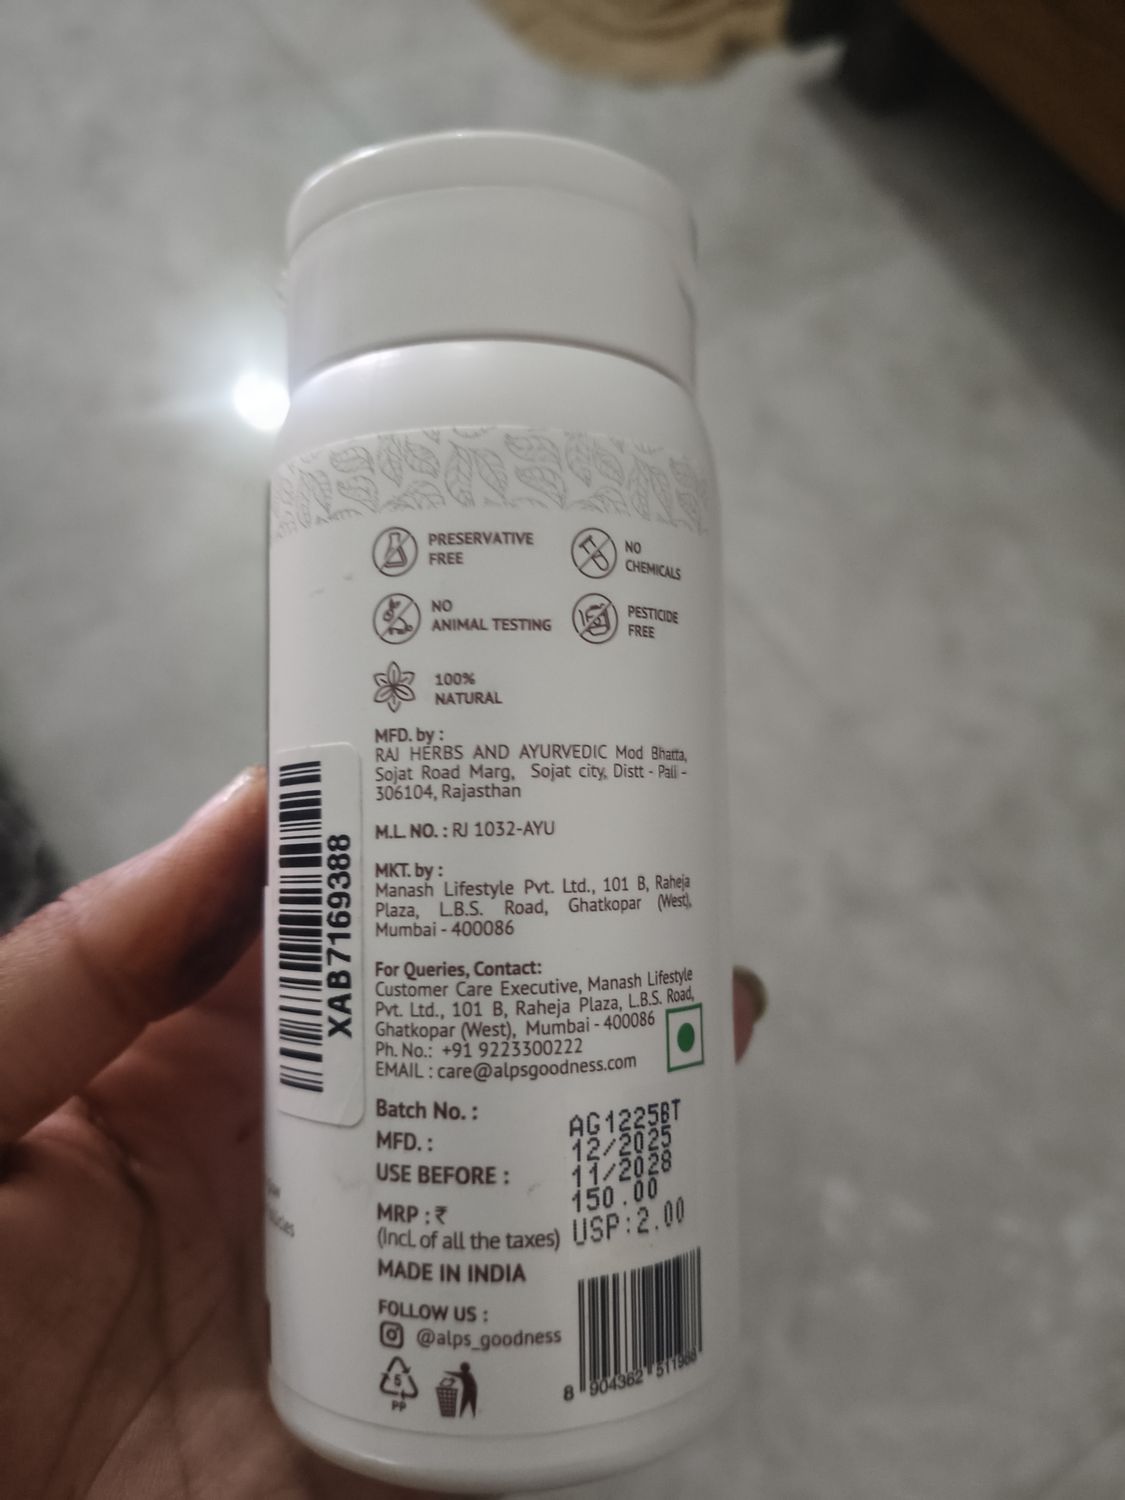 PRESERVATIVE
FREE
NO
CHEMICALS
NO
ANIMAL TESTING
PESTICIDE
FREE
100%
NATURAL
MFD. by :
RAJ HERBS AND AYURVEDIC Mod Bhatta,
Sojat Road Marg, Sojat city, Distt - Pali -
306104, Rajasthan
M.L. NO. : RJ 1032-AYU
MKT. by :
Manash Lifestyle Pvt. Ltd., 101 B, Raheja
Plaza, L.B.S. Road, Ghatkopar (West),
Mumbai - 400086
For Queries, Contact:
Customer Care Executive, Manash Lifestyle
Pvt. Ltd., 101 B, Raheja Plaza, L.B.S. Road,
Ghatkopar (West), Mumbai - 400086
Ph. No.: +91 9223300222
EMAIL : care@alpsgoodness.com
Batch No. : AG1225BT
MFD. : 12/2025
USE BEFORE : 11/2028
MRP : ₹ 150.00
(Incl. of all the taxes) USP:2.00
MADE IN INDIA
FOLLOW US :
@alps_goodness
5
PP
8 904362 511988
XAB7169388